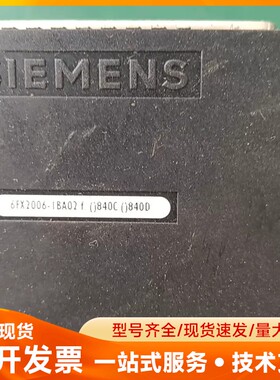 SIEMENS
6FX2006-1BA02 f ()840C ()840D
现货
型号齐全/现货速发/量大
开发票
一站式服务·技术